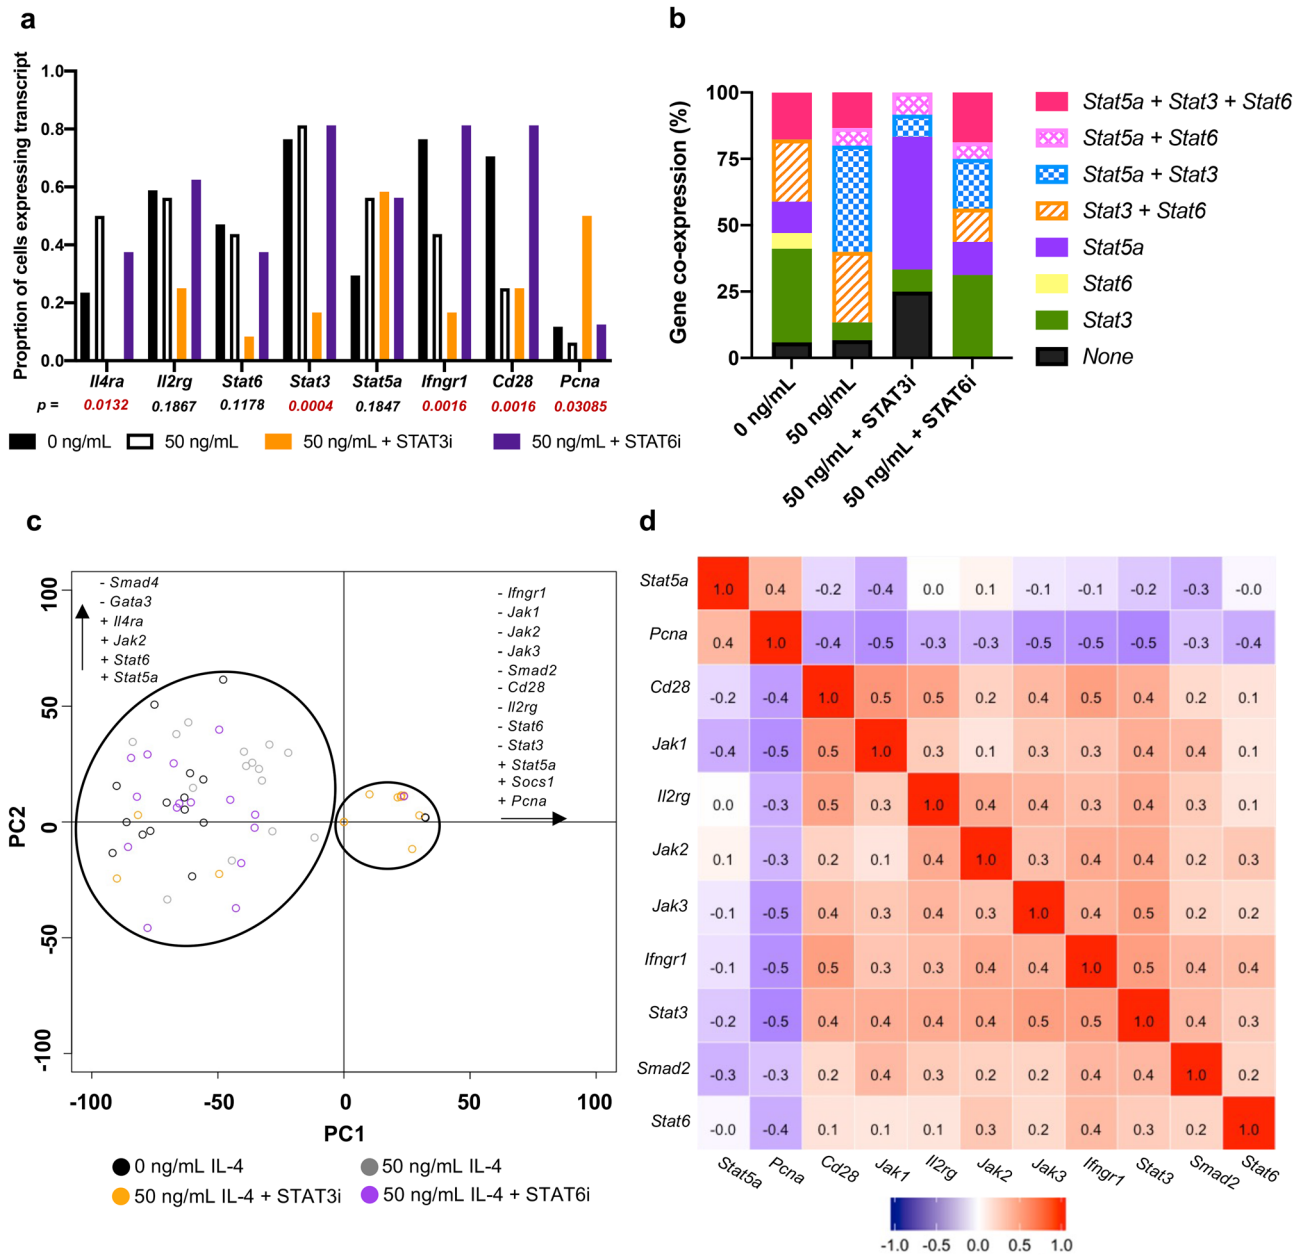 a
Proprtion of cells expressing transcript
1.0
0.8
0.6
0.4
0.2
0.0
Il4ra Il2rg Stat6 Stat3 Stat5a Ifngr1 Cd28 Pcna
p = 0.0132 0.1867 0.1178 0.0004 0.1847 0.0016 0.0016 0.03085
0 ng/mL 50 ng/mL 50 ng/mL + STAT3i 50 ng/mL + STAT6i
b
Gene co-expression (%)
100
75
50
25
0
0 ng/mL
50 ng/mL
50 ng/mL + STAT3i
50 ng/mL + STAT6i
Stat5a + Stat3 + Stat6
Stat5a + Stat6
Stat5a + Stat3
Stat3 + Stat6
Stat5a
Stat6
Stat3
None
c
PC2
100
50
0
-50
-100
- Smad4
- Gata3
+ Il4ra
+ Jak2
+ Stat6
+ Stat5a
- Ifngr1
- Jak1
- Jak2
- Jak3
- Smad2
- Cd28
- Il2rg
- Stat6
- Stat3
+ Stat5a
+ Socs1
+ Pcna
-100 -50 0 50 100
PC1
0 ng/mL IL-4 50 ng/mL IL-4
50 ng/mL IL-4 + STAT3i 50 ng/mL IL-4 + STAT6i
d
Stat5a 1.0 0.4 -0.2 -0.4 0.0 0.1 -0.1 -0.1 -0.2 -0.3 -0.0
Pcna 0.4 1.0 -0.4 -0.5 -0.3 -0.3 -0.5 -0.5 -0.5 -0.3 -0.4
Cd28 -0.2 -0.4 1.0 0.5 0.5 0.2 0.4 0.5 0.4 0.2 0.1
Jak1 -0.4 -0.5 0.5 1.0 0.3 0.1 0.3 0.3 0.4 0.4 0.1
Il2rg 0.0 -0.3 0.5 0.3 1.0 0.4 0.4 0.3 0.4 0.3 0.1
Jak2 0.1 -0.3 0.2 0.1 0.4 1.0 0.3 0.4 0.4 0.2 0.3
Jak3 -0.1 -0.5 0.4 0.3 0.4 0.3 1.0 0.4 0.5 0.2 0.2
Ifngr1 -0.1 -0.5 0.5 0.3 0.3 0.4 0.4 1.0 0.5 0.4 0.4
Stat3 -0.2 -0.5 0.4 0.4 0.4 0.4 0.5 0.5 1.0 0.4 0.3
Smad2 -0.3 -0.3 0.2 0.4 0.3 0.2 0.2 0.4 0.4 1.0 0.2
Stat6 -0.0 -0.4 0.1 0.1 0.1 0.3 0.2 0.4 0.3 0.2 1.0
Stat5a Pcna Cd28 Jak1 Il2rg Jak2 Jak3 Ifngr1 Stat3 Smad2 Stat6
-1.0 -0.5 0.0 0.5 1.0